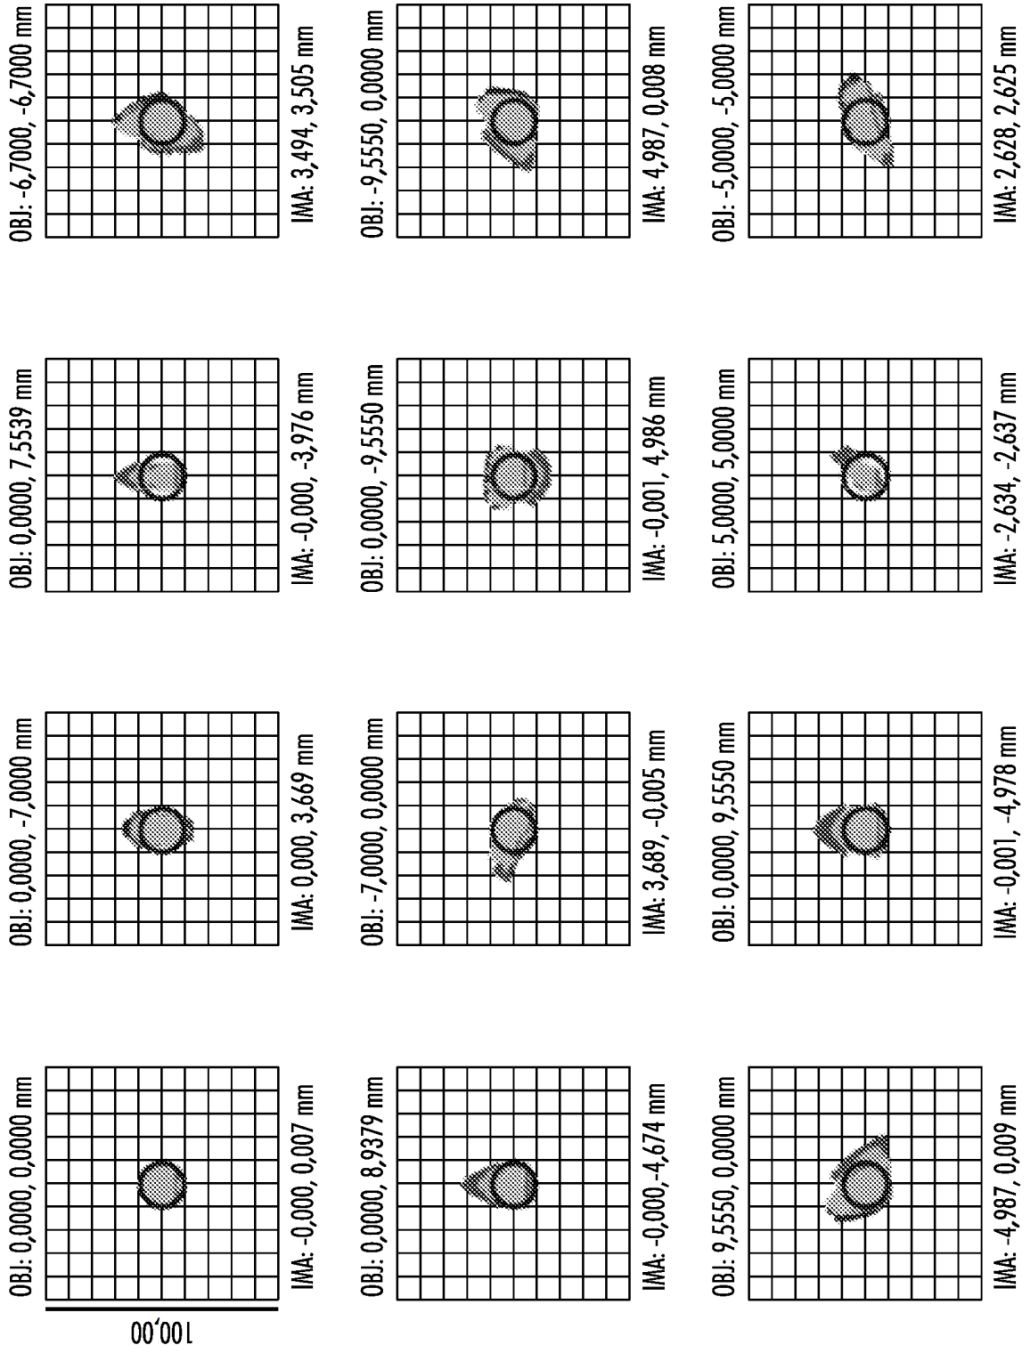 OBJ: 0,0000, 0,0000 mm
100,00
IMA: -0,000, 0,007 mm
OBJ: 0,0000, -7,0000 mm
IMA: 0,000, 3,669 mm
OBJ: 0,0000, 7,5539 mm
IMA: -0,000, -3,976 mm
OBJ: -6,7000, -6,7000 mm
IMA: 3,494, 3,505 mm
OBJ: 0,0000, 8,9379 mm
IMA: -0,000,-4,674 mm
OBJ: -7,0000, 0,0000 mm
IMA: 3,689, -0,005 mm
OBJ: 0,0000, -9,5550 mm
IMA: -0,001, 4,986 mm
OBJ: -9,5550, 0,0000 mm
IMA: 4,987, 0,008 mm
OBJ: 9,5550, 0,0000 mm
IMA: -4,987, 0,009 mm
OBJ: 0,0000, 9,5550 mm
IMA: -0,001, -4,978 mm
OBJ: 5,0000, 5,0000 mm
IMA: -2,634, -2,637 mm
OBJ: -5,0000, -5,0000 mm
IMA: 2,628, 2,625 mm